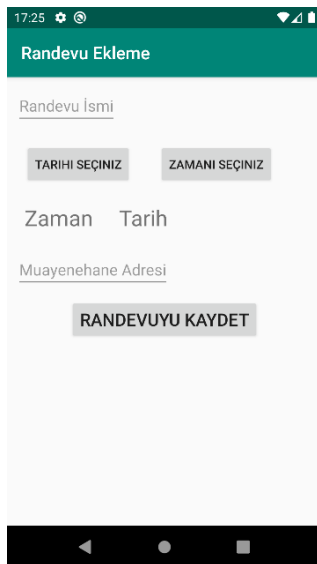 17:25
Randevu Ekleme
Randevu İsmi
TARIHI SEÇINIZ ZAMANI SEÇINIZ
Zaman Tarih
Muayenehane Adresi
RANDEVUYU KAYDET